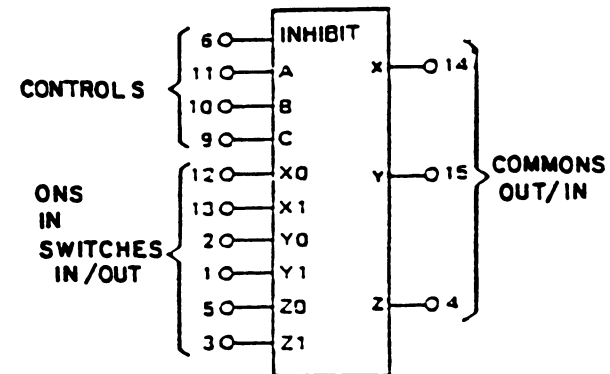 6 INHIBIT
11 A X 14
CONTROLS
10 B
9 C
12 X0 Y 15
COMMONS
OUT/IN
ONS
IN
SWITCHES
IN/OUT
13 X1
2 Y0
1 Y1
5 Z0 Z 4
3 Z1